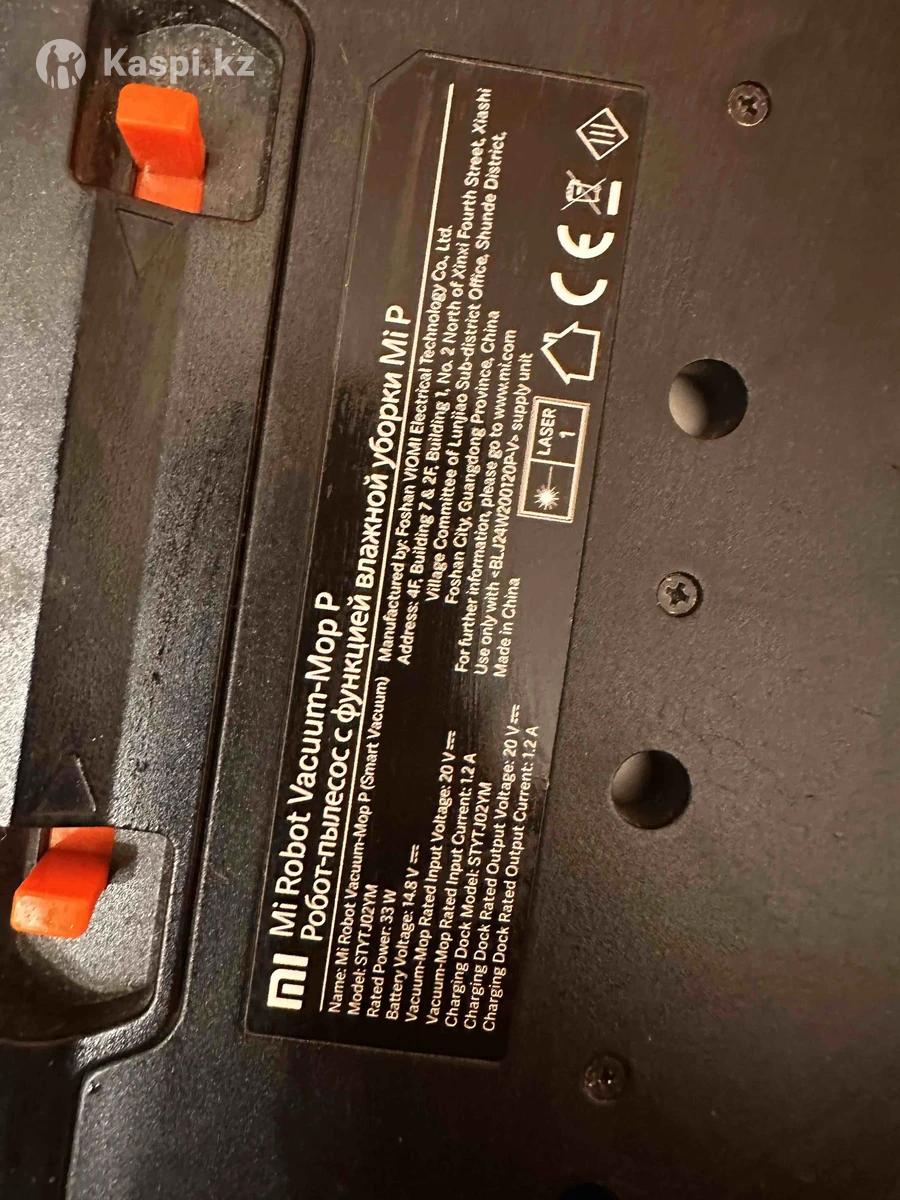 Kaspi.kz
mi Mi Robot Vacuum-Mop P
Робот-пылесос с функцией влажной уборки Mi P
Name: Mi Robot Vacuum-Mop P (Smart Vacuum)
Model: STYTJ02YM
Rated Power: 33 W
Battery Voltage: 14.8 V
Vacuum-Mop Rated Input Voltage: 20 V
Vacuum-Mop Rated Input Current: 1.2 A
Charging Dock Model: STYTJ02YM
Charging Dock Rated Output Voltage: 20 V
Charging Dock Rated Output Current: 1.2 A
Manufactured by: Foshan VIOMI Electrical Technology Co., Ltd.
Address: 4F, Building 7 & 2F, Building 1, No. 2 North of Xinxi Fourth Street, Xiashi
Village Committee of Lunjiao Sub-district Office, Shunde District,
Foshan City, Guangdong Province, China
For further information, please go to www.mi.com
Use only with <BLJ24W200120P-V> supply unit
Made in China
LASER
1
CE